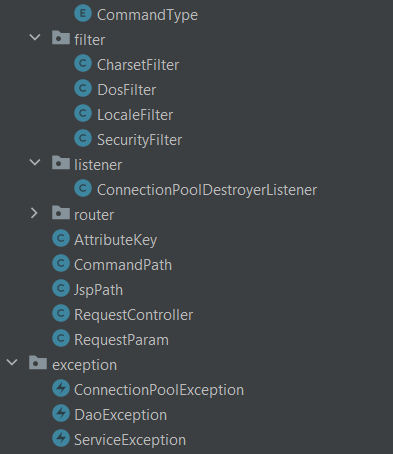 E CommandType
filter
C CharsetFilter
C DosFilter
C LocaleFilter
C SecurityFilter
listener
C ConnectionPoolDestroyerListener
router
C AttributeKey
C CommandPath
C JspPath
C RequestController
C RequestParam
exception
ConnectionPoolException
DaoException
ServiceException